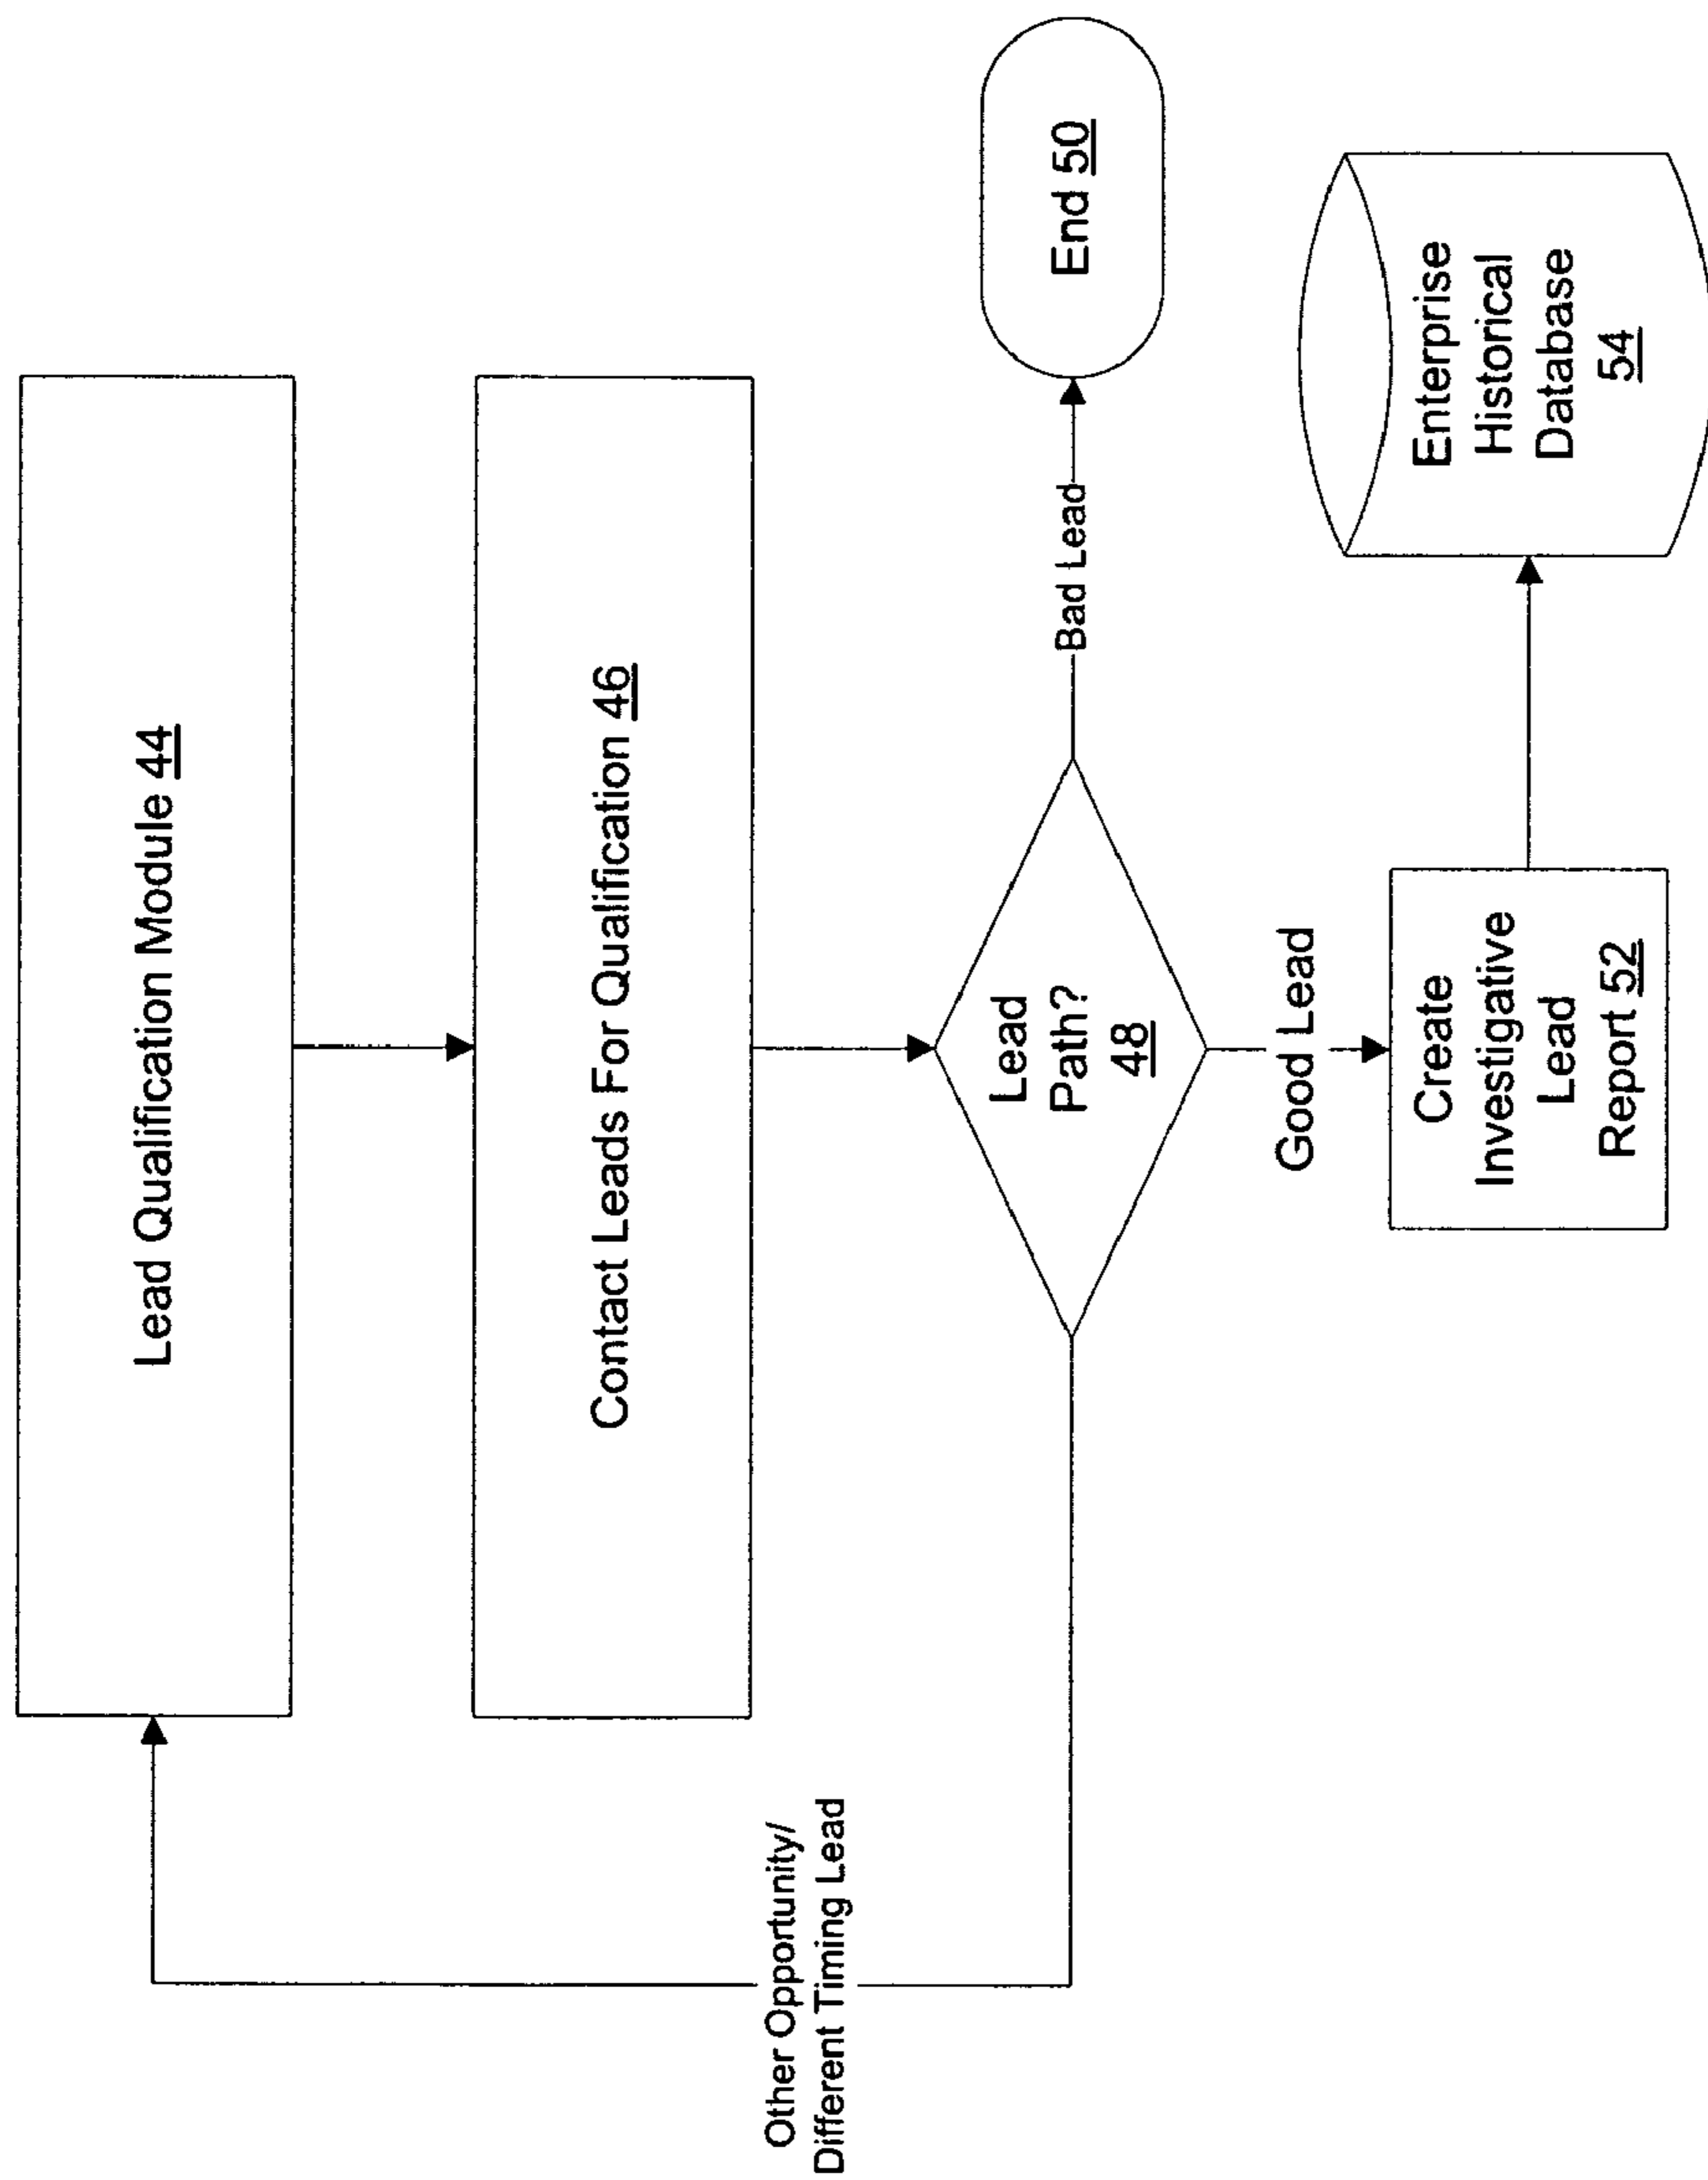 Lead Qualification Module 44
Contact Leads For Qualification 46
Other Opportunity/
Different Timing Lead
Lead
Path?
48
Bad Lead
End 50
Good Lead
Create
Investigative
Lead
Report 52
Enterprise
Historical
Database
54